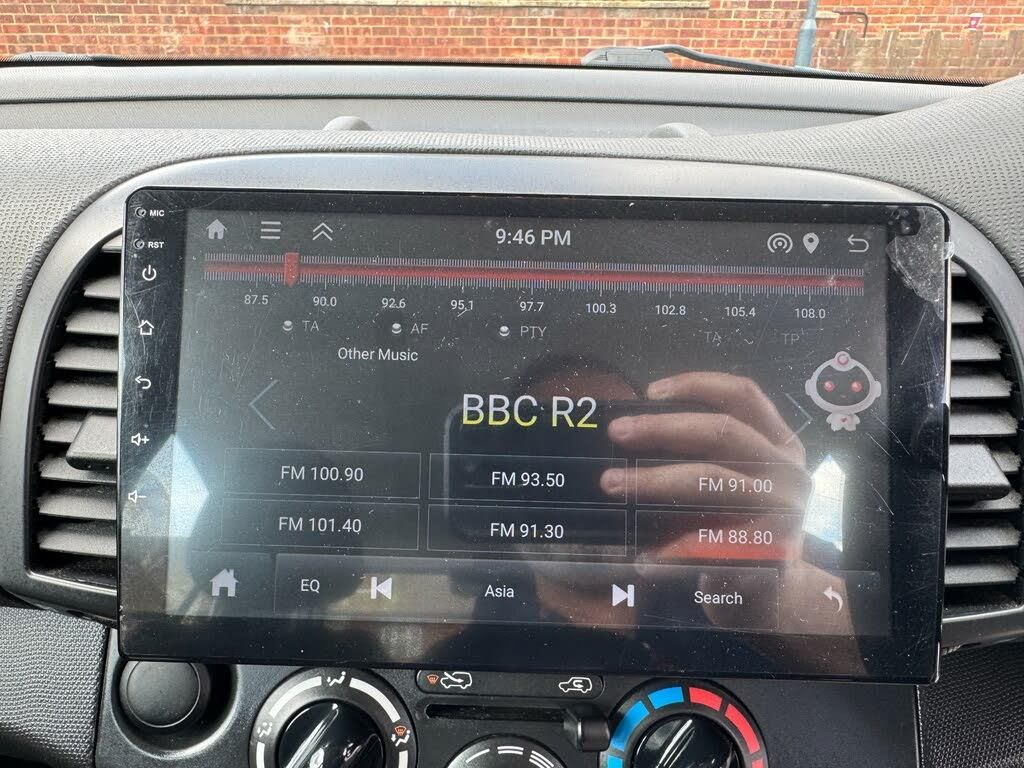 MIC
9:46 PM
RST
87.5 90.0 92.6 95.1 97.7 100.3 102.8 105.4 108.0
TA AF PTY TA TP
Other Music
BBC R2
FM 100.90 FM 93.50 FM 91.00
FM 101.40 FM 91.30 FM 88.80
EQ Asia Search